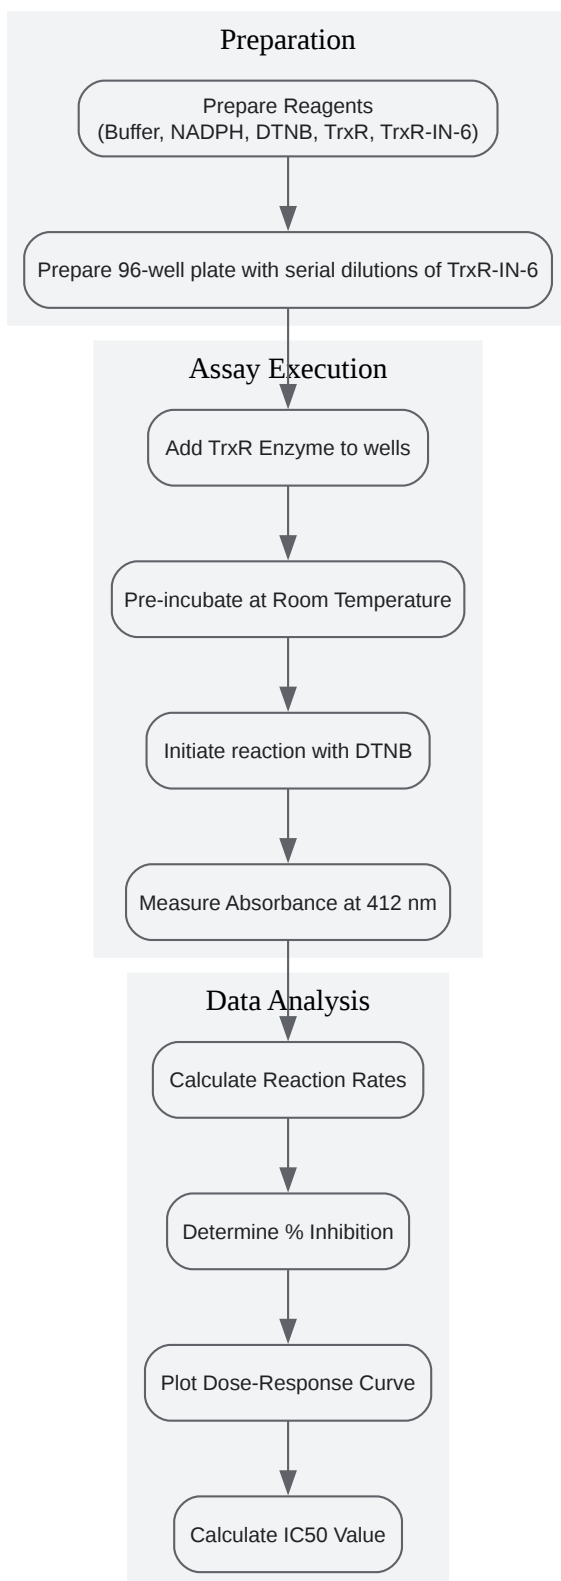 Preparation
Prepare Reagents
(Buffer, NADPH, DTNB, TrxR, TrxR-IN-6)
Prepare 96-well plate with serial dilutions of TrxR-IN-6
Assay Execution
Add TrxR Enzyme to wells
Pre-incubate at Room Temperature
Initiate reaction with DTNB
Measure Absorbance at 412 nm
Data Analysis
Calculate Reaction Rates
Determine % Inhibition
Plot Dose-Response Curve
Calculate IC50 Value